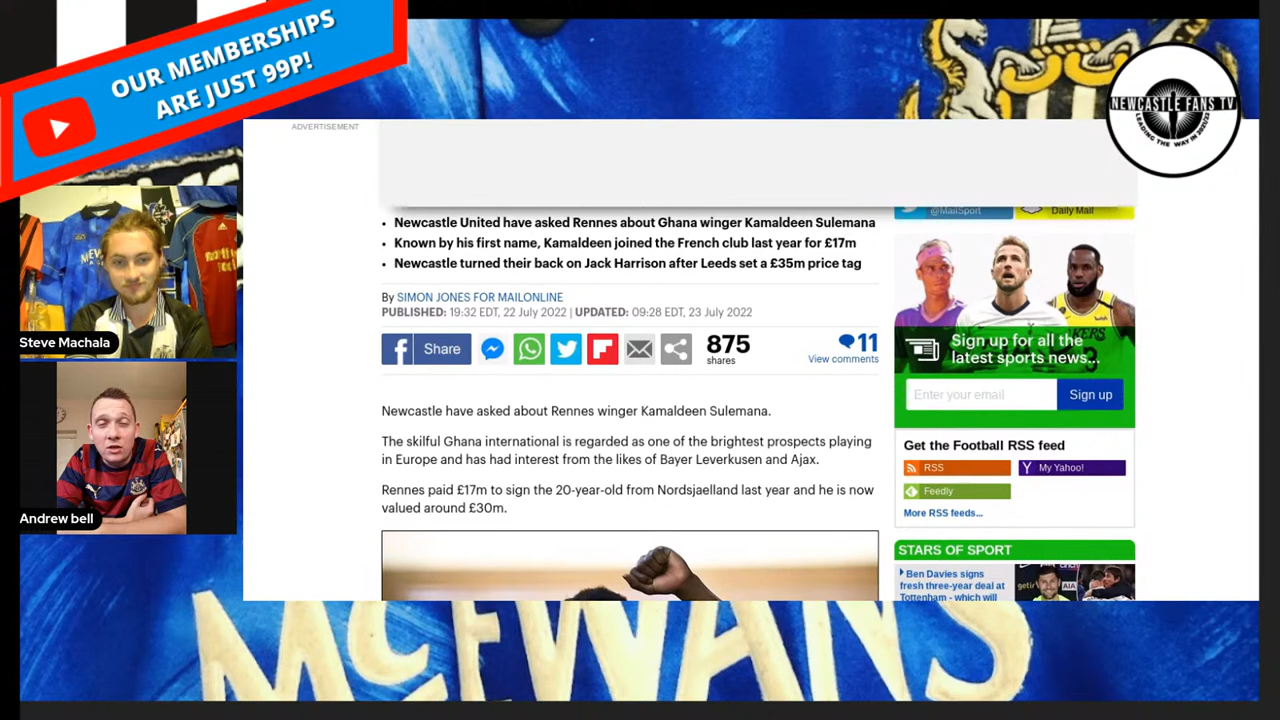 OUR MEMBERSHIPS
ARE JUST 99P!
NEWCASTLE FANS TV
LEADING THE WAY IN 2021/22
ADVERTISEMENT
@MailSport
Daily Mail
• Newcastle United have asked Rennes about Ghana winger Kamaldeen Sulemana
• Known by his first name, Kamaldeen joined the French club last year for £17m
• Newcastle turned their back on Jack Harrison after Leeds set a £35m price tag
By SIMON JONES FOR MAILONLINE
PUBLISHED: 19:32 EDT, 22 July 2022 | UPDATED: 09:28 EDT, 23 July 2022
f Share
875
shares
11
View comments
Newcastle have asked about Rennes winger Kamaldeen Sulemana.
The skilful Ghana international is regarded as one of the brightest prospects playing
in Europe and has had interest from the likes of Bayer Leverkusen and Ajax.
Rennes paid £17m to sign the 20-year-old from Nordsjaelland last year and he is now
valued around £30m.
Sign up for all the
latest sports news...
Enter your email
Sign up
Get the Football RSS feed
RSS
My Yahoo!
Feedly
More RSS feeds...
STARS OF SPORT
Ben Davies signs
fresh three-year deal at
Tottenham - which will
Steve Machala
Andrew bell
McEWANS